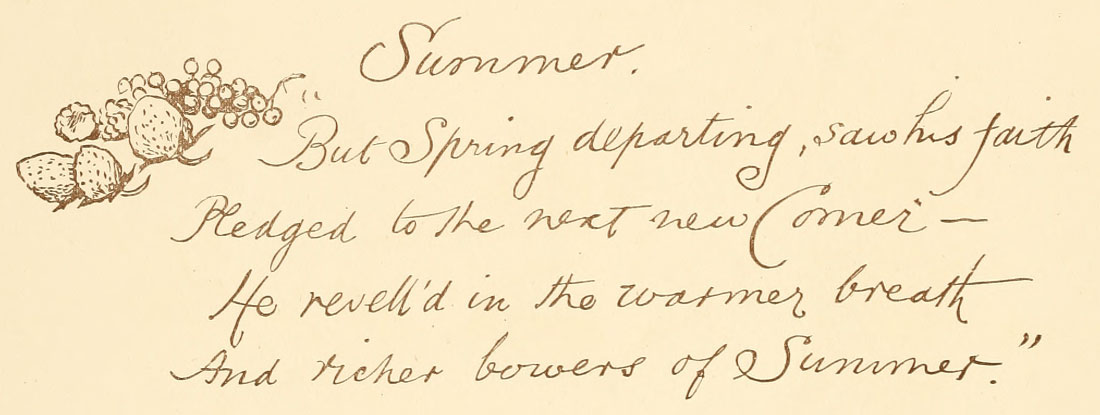 Summer.
"But Spring departing, saw his faith
Pledged to the next new Comer —
He revell'd in the warmer breath
And richer bowers of Summer."